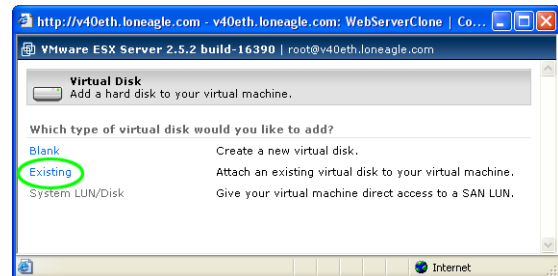 http://v40eth.loneagle.com - v40eth.loneagle.com: WebServerClone | Co...
VMware ESX Server 2.5.2 build-16390 | root@v40eth.loneagle.com
Virtual Disk
Add a hard disk to your virtual machine.
Which type of virtual disk would you like to add?
Blank Create a new virtual disk.
Existing Attach an existing virtual disk to your virtual machine.
System LUN/Disk Give your virtual machine direct access to a SAN LUN.
Internet